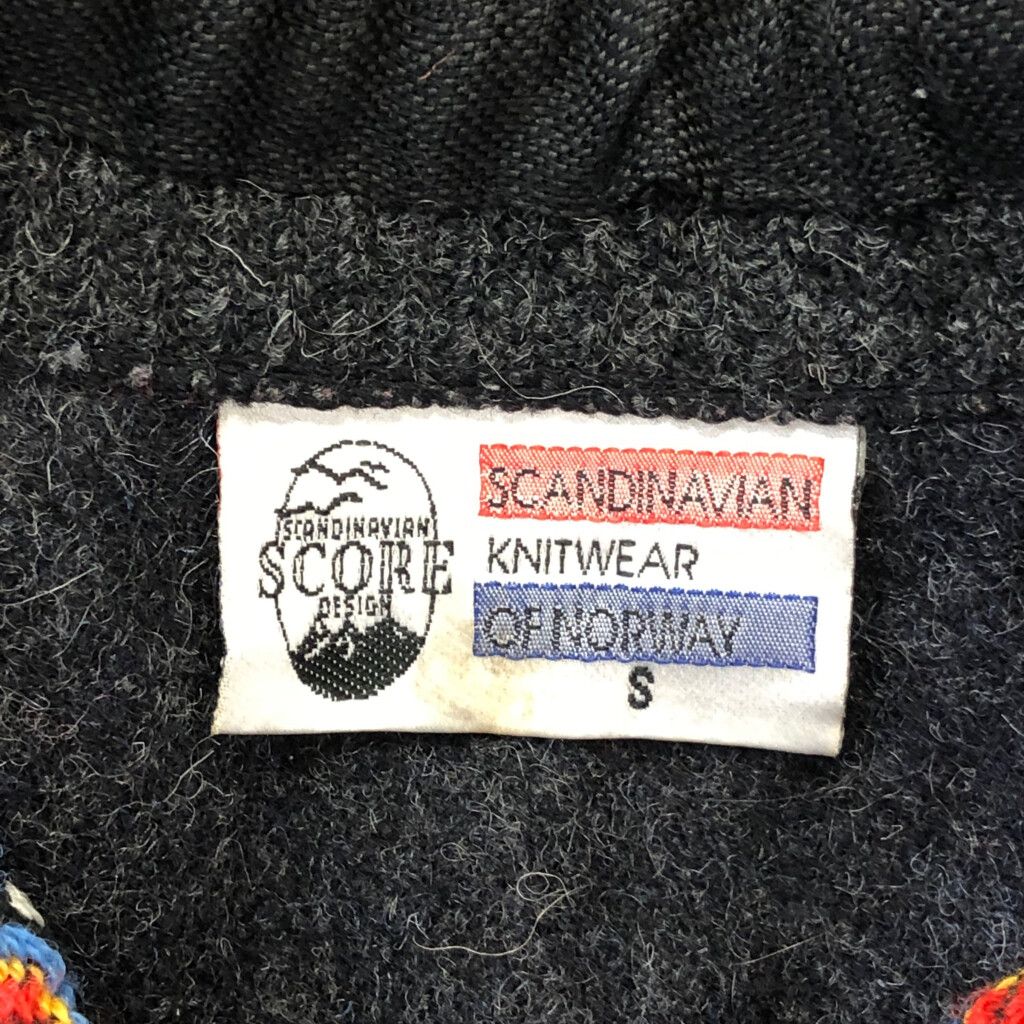 SCANDINAVIAN
SCORE
DESIGN
SCANDINAVIAN
KNITWEAR
OF NORWAY
S